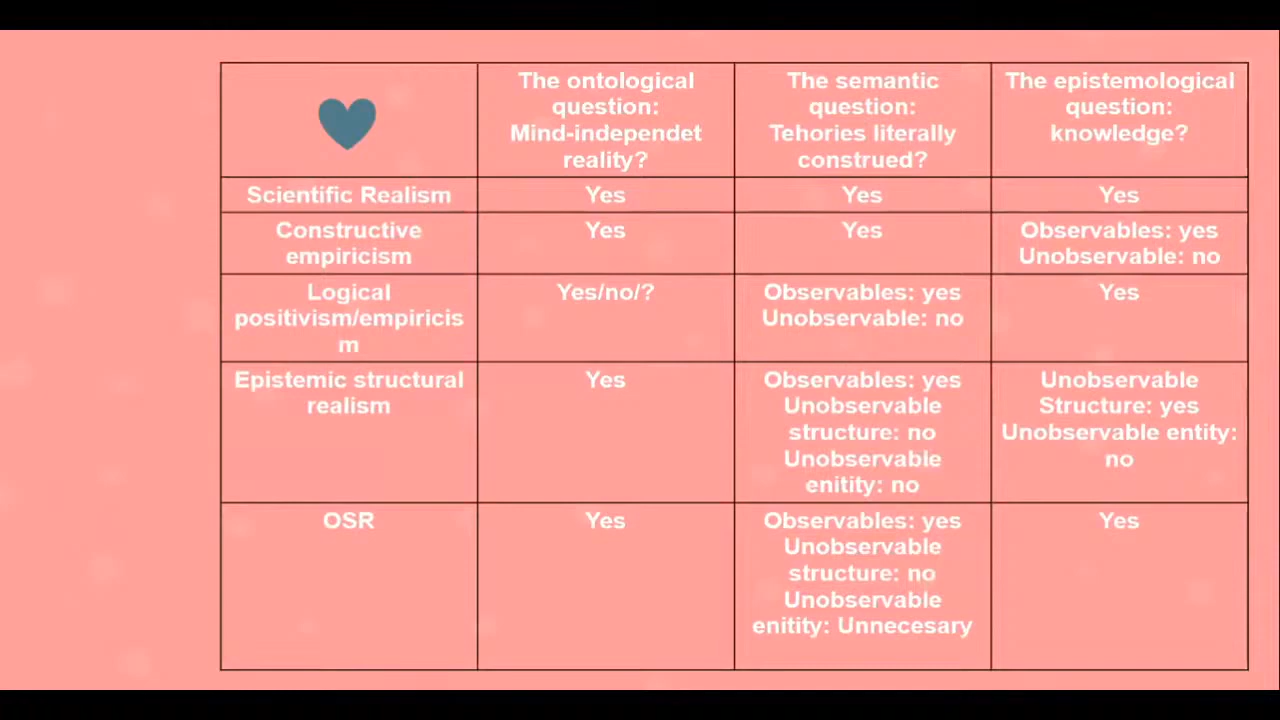 The ontological
question:
Mind-independet
reality?
The semantic
question:
Tehories literally
construed?
The epistemological
question:
knowledge?
Scientific Realism
Yes
Yes
Yes
Constructive
empiricism
Yes
Yes
Observables: yes
Unobservable: no
Logical
positivism/empiricis
m
Yes/no/?
Observables: yes
Unobservable: no
Yes
Epistemic structural
realism
Yes
Observables: yes
Unobservable
structure: no
Unobservable
enitity: no
Unobservable
Structure: yes
Unobservable entity:
no
OSR
Yes
Observables: yes
Unobservable
structure: no
Unobservable
enitity: Unnecesary
Yes